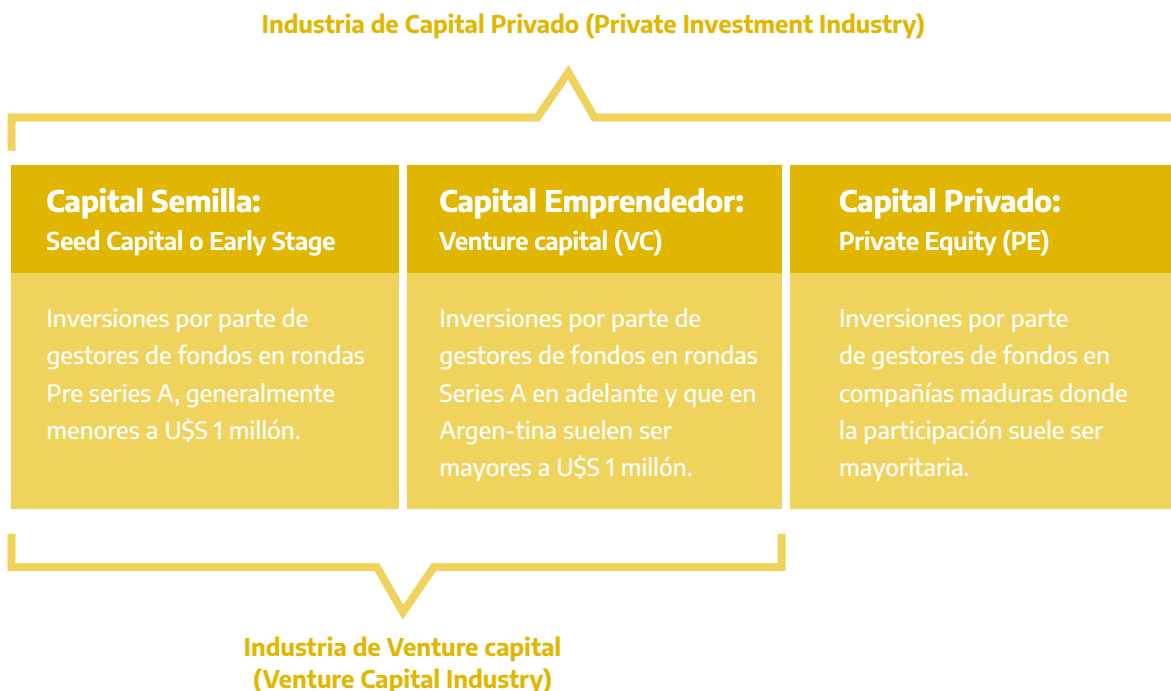 Industria de Capital Privado (Private Investment Industry)
Capital Semilla:
Seed Capital o Early Stage
Inversiones por parte de
gestores de fondos en rondas
Pre series A, generalmente
menores a U$S 1 millón.
Capital Emprendedor:
Venture capital (VC)
Inversiones por parte de
gestores de fondos en rondas
Series A en adelante y que en
Argen-tina suelen ser
mayores a U$S 1 millón.
Capital Privado:
Private Equity (PE)
Inversiones por parte
de gestores de fondos en
compañías maduras donde
la participación suele ser
mayoritaria.
Industria de Venture capital
(Venture Capital Industry)